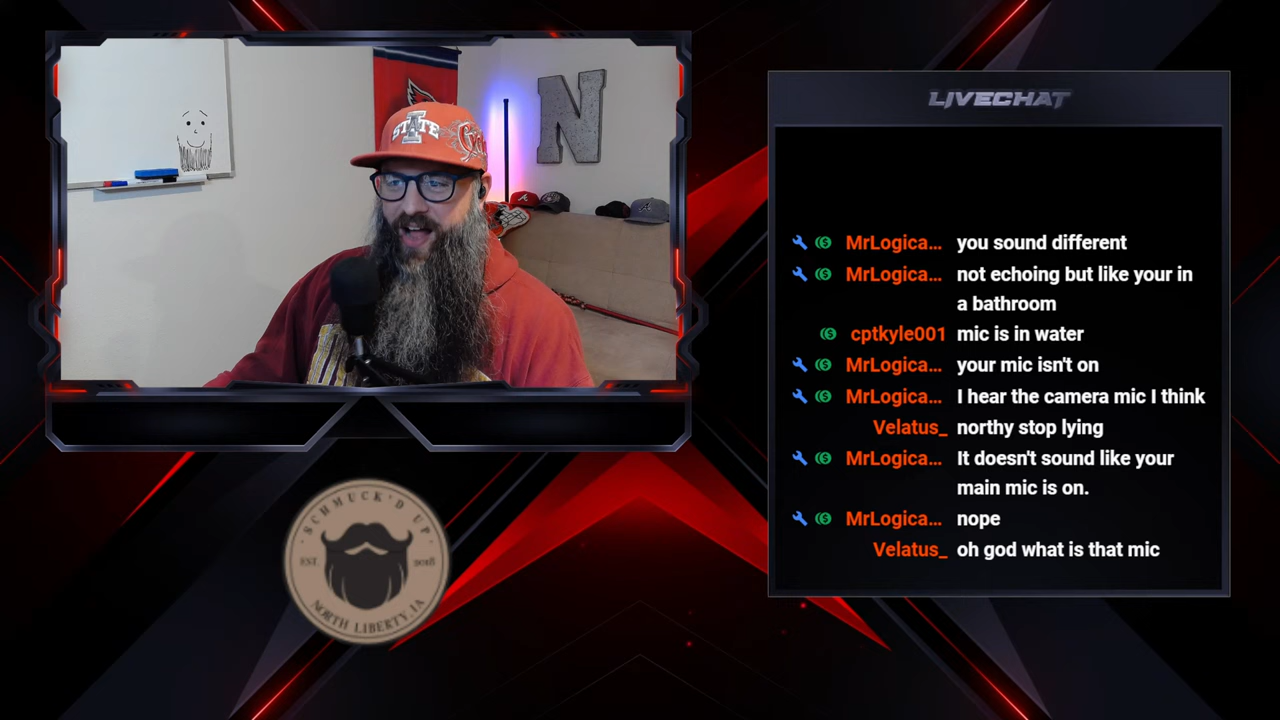 STATE
N
LIVECHAT
MrLogica... you sound different
MrLogica... not echoing but like your in
a bathroom
cptkyle001 mic is in water
MrLogica... your mic isn't on
MrLogica... I hear the camera mic I think
Velatus_ northy stop lying
MrLogica... It doesn't sound like your
main mic is on.
MrLogica... nope
Velatus_ oh god what is that mic
SCHMUCK'D UP
EST. 2018
NORTH LIBERTY, IA